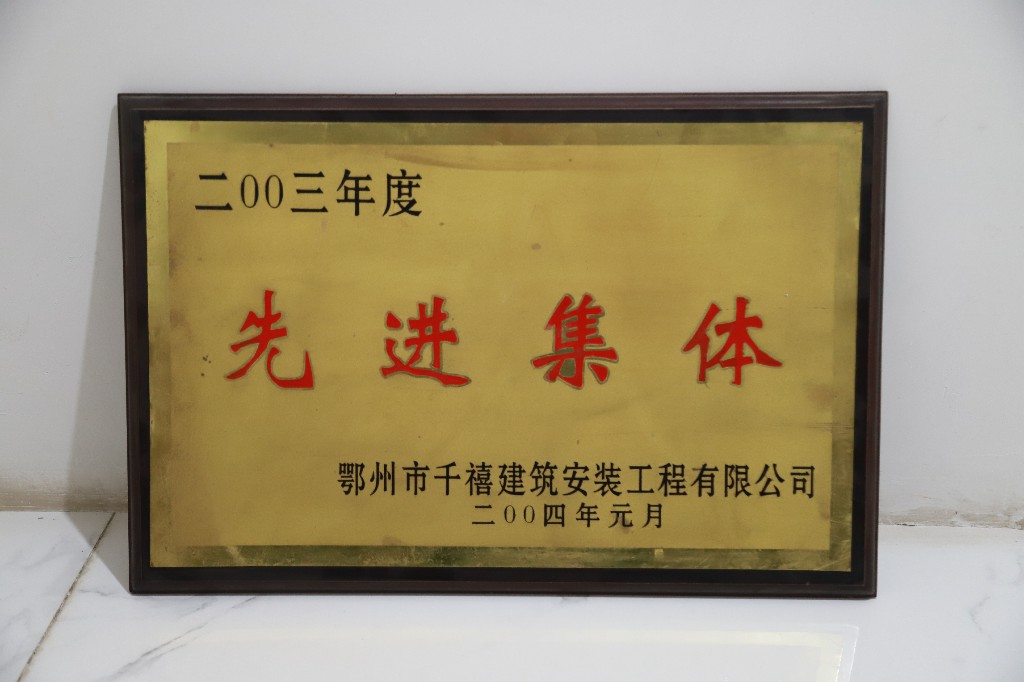 二00三年度
先进集体
鄂州市千禧建筑安装工程有限公司
二00四年元月